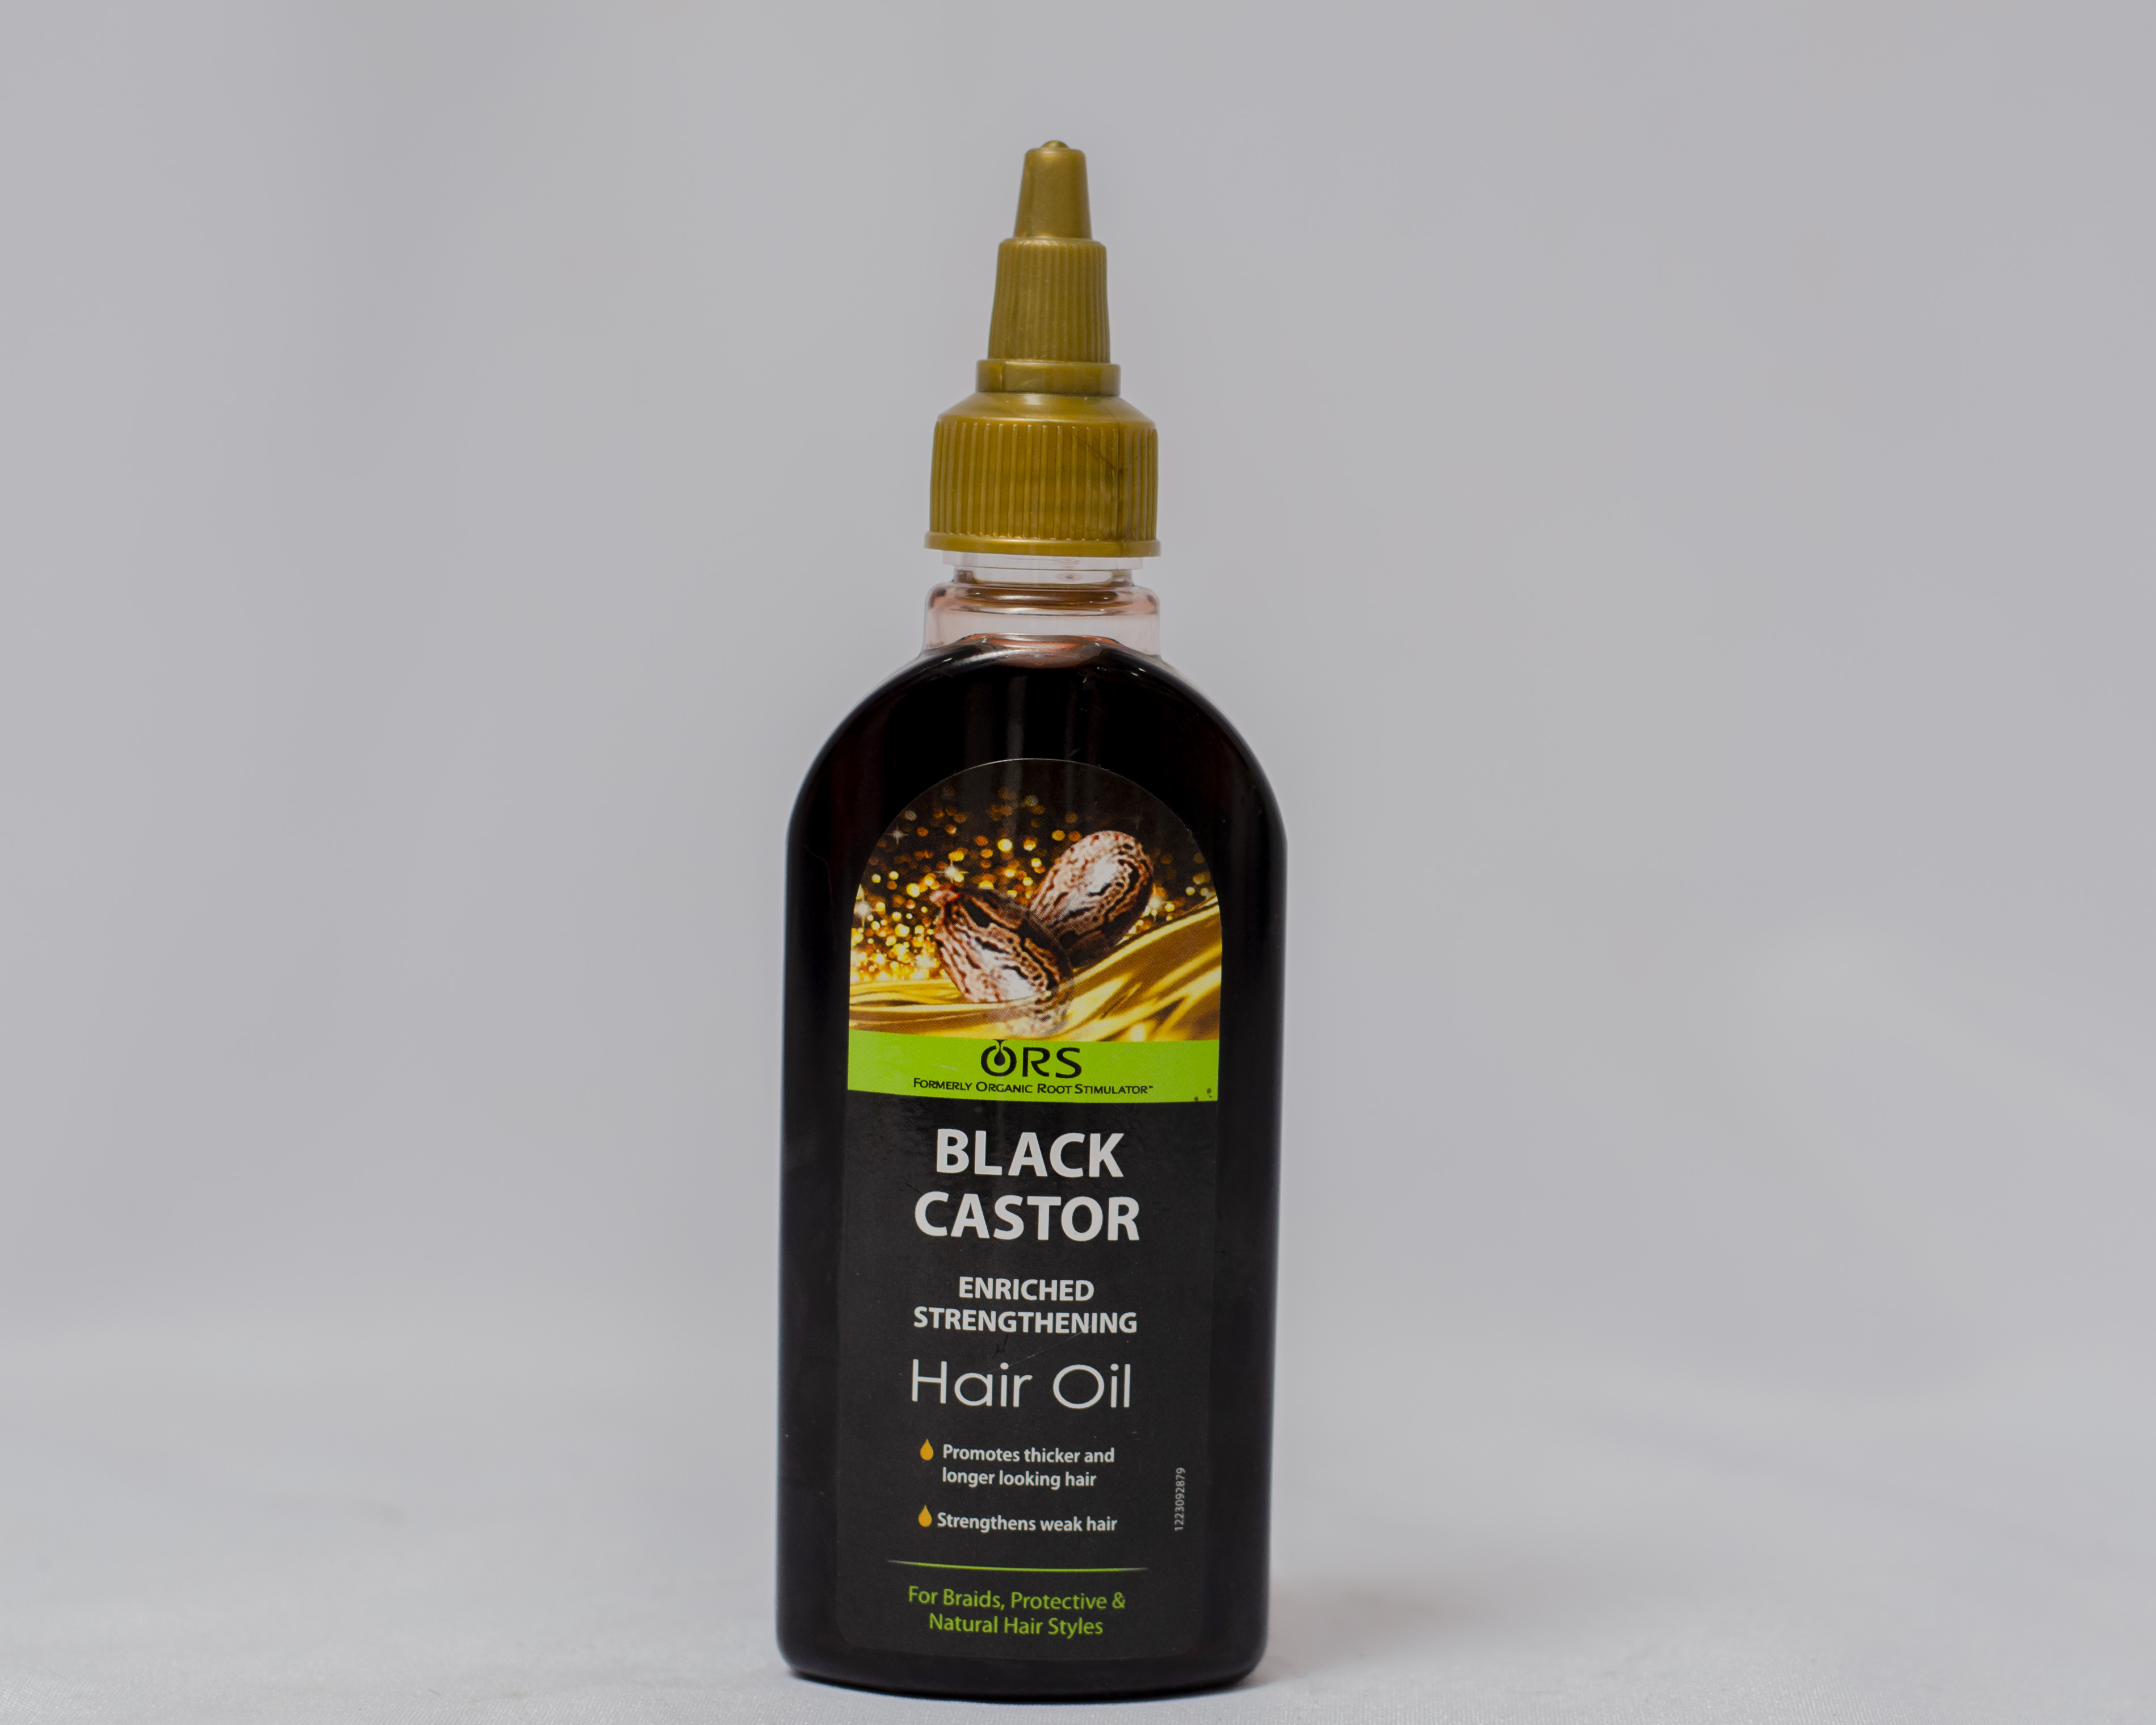 ORS
FORMERLY ORGANIC ROOT STIMULATOR™
BLACK
CASTOR
ENRICHED
STRENGTHENING
Hair Oil
Promotes thicker and
longer looking hair
Strengthens weak hair
1223092879
For Braids, Protective &
Natural Hair Styles